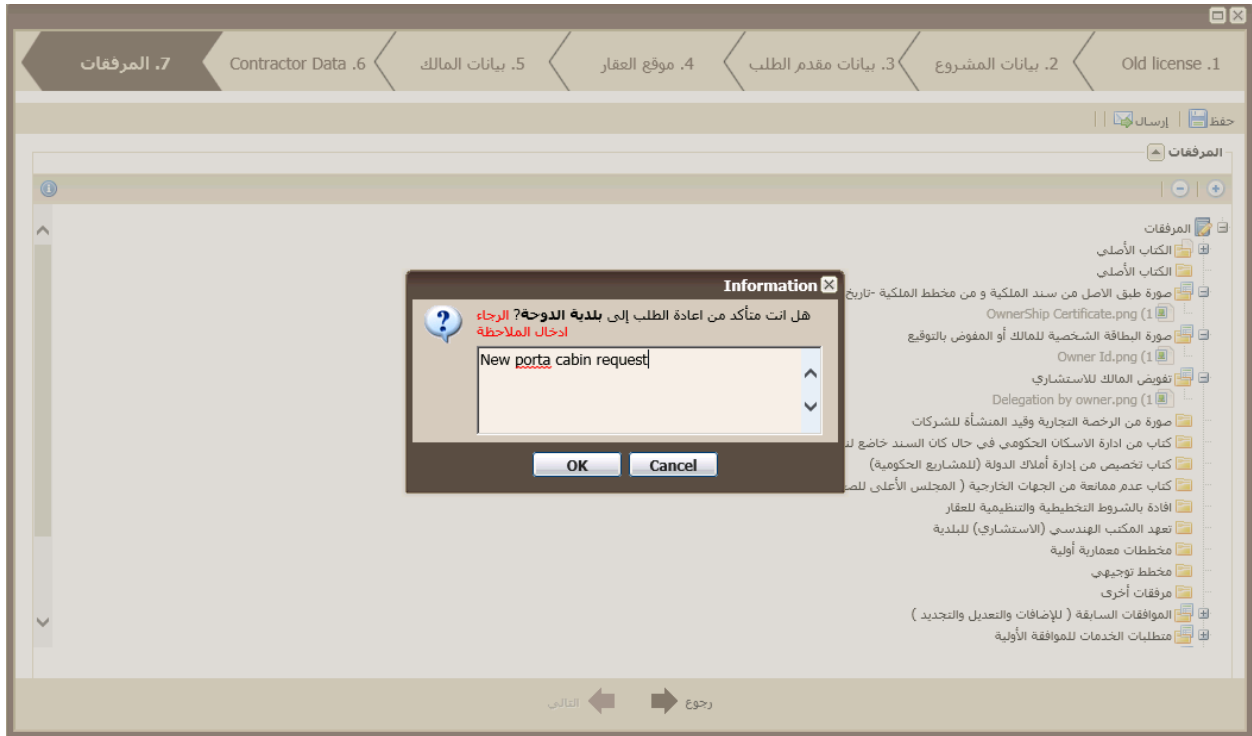 Old license .1
2. بيانات المشروع
3. بيانات مقدم الطلب
4. موقع العقار
5. بيانات المالك
Contractor Data .6
7. المرفقات
حفظ | إرسال | |
المرفقات
المرفقات
الكتاب الأصلي
الكتاب الأصلي
صورة طبق الاصل من سند الملكية و من مخطط الملكية -تاريخ
OwnerShip Certificate.png (1
صورة البطاقة الشخصية للمالك أو المفوض بالتوقيع
Owner Id.png (1
تفويض المالك للاستشاري
Delegation by owner.png (1
صورة من الرخصة التجارية وقيد المنشأة للشركات
كتاب من ادارة الاسكان الحكومي في حال كان السند خاضع
كتاب تخصيص من إدارة أملاك الدولة (للمشاريع الحكومية)
كتاب عدم ممانعة من الجهات الخارجية ( المجلس الأعلى
افادة بالشروط التخطيطية والتنظيمية للعقار
تعهد المكتب الهندسي (الاستشاري) للبلدية
مخططات معمارية أولية
مخطط توجيهي
مرفقات أخرى
الموافقات السابقة ( للإضافات والتعديل والتجديد )
متطلبات الخدمات للموافقة الأولية
Information
هل انت متأكد من اعادة الطلب إلى بلدية الدوحة? الرجاء
ادخال الملاحظة
New porta cabin request
OK Cancel
رجوع التالي